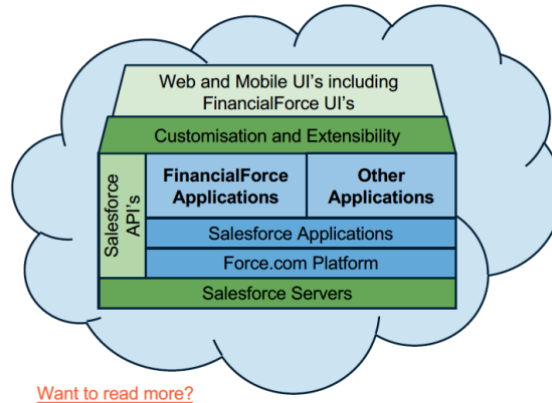 Web and Mobile UI's including
FinancialForce UI's
Customisation and Extensibility
Salesforce
API's
FinancialForce
Applications
Other
Applications
Salesforce Applications
Force.com Platform
Salesforce Servers
Want to read more?